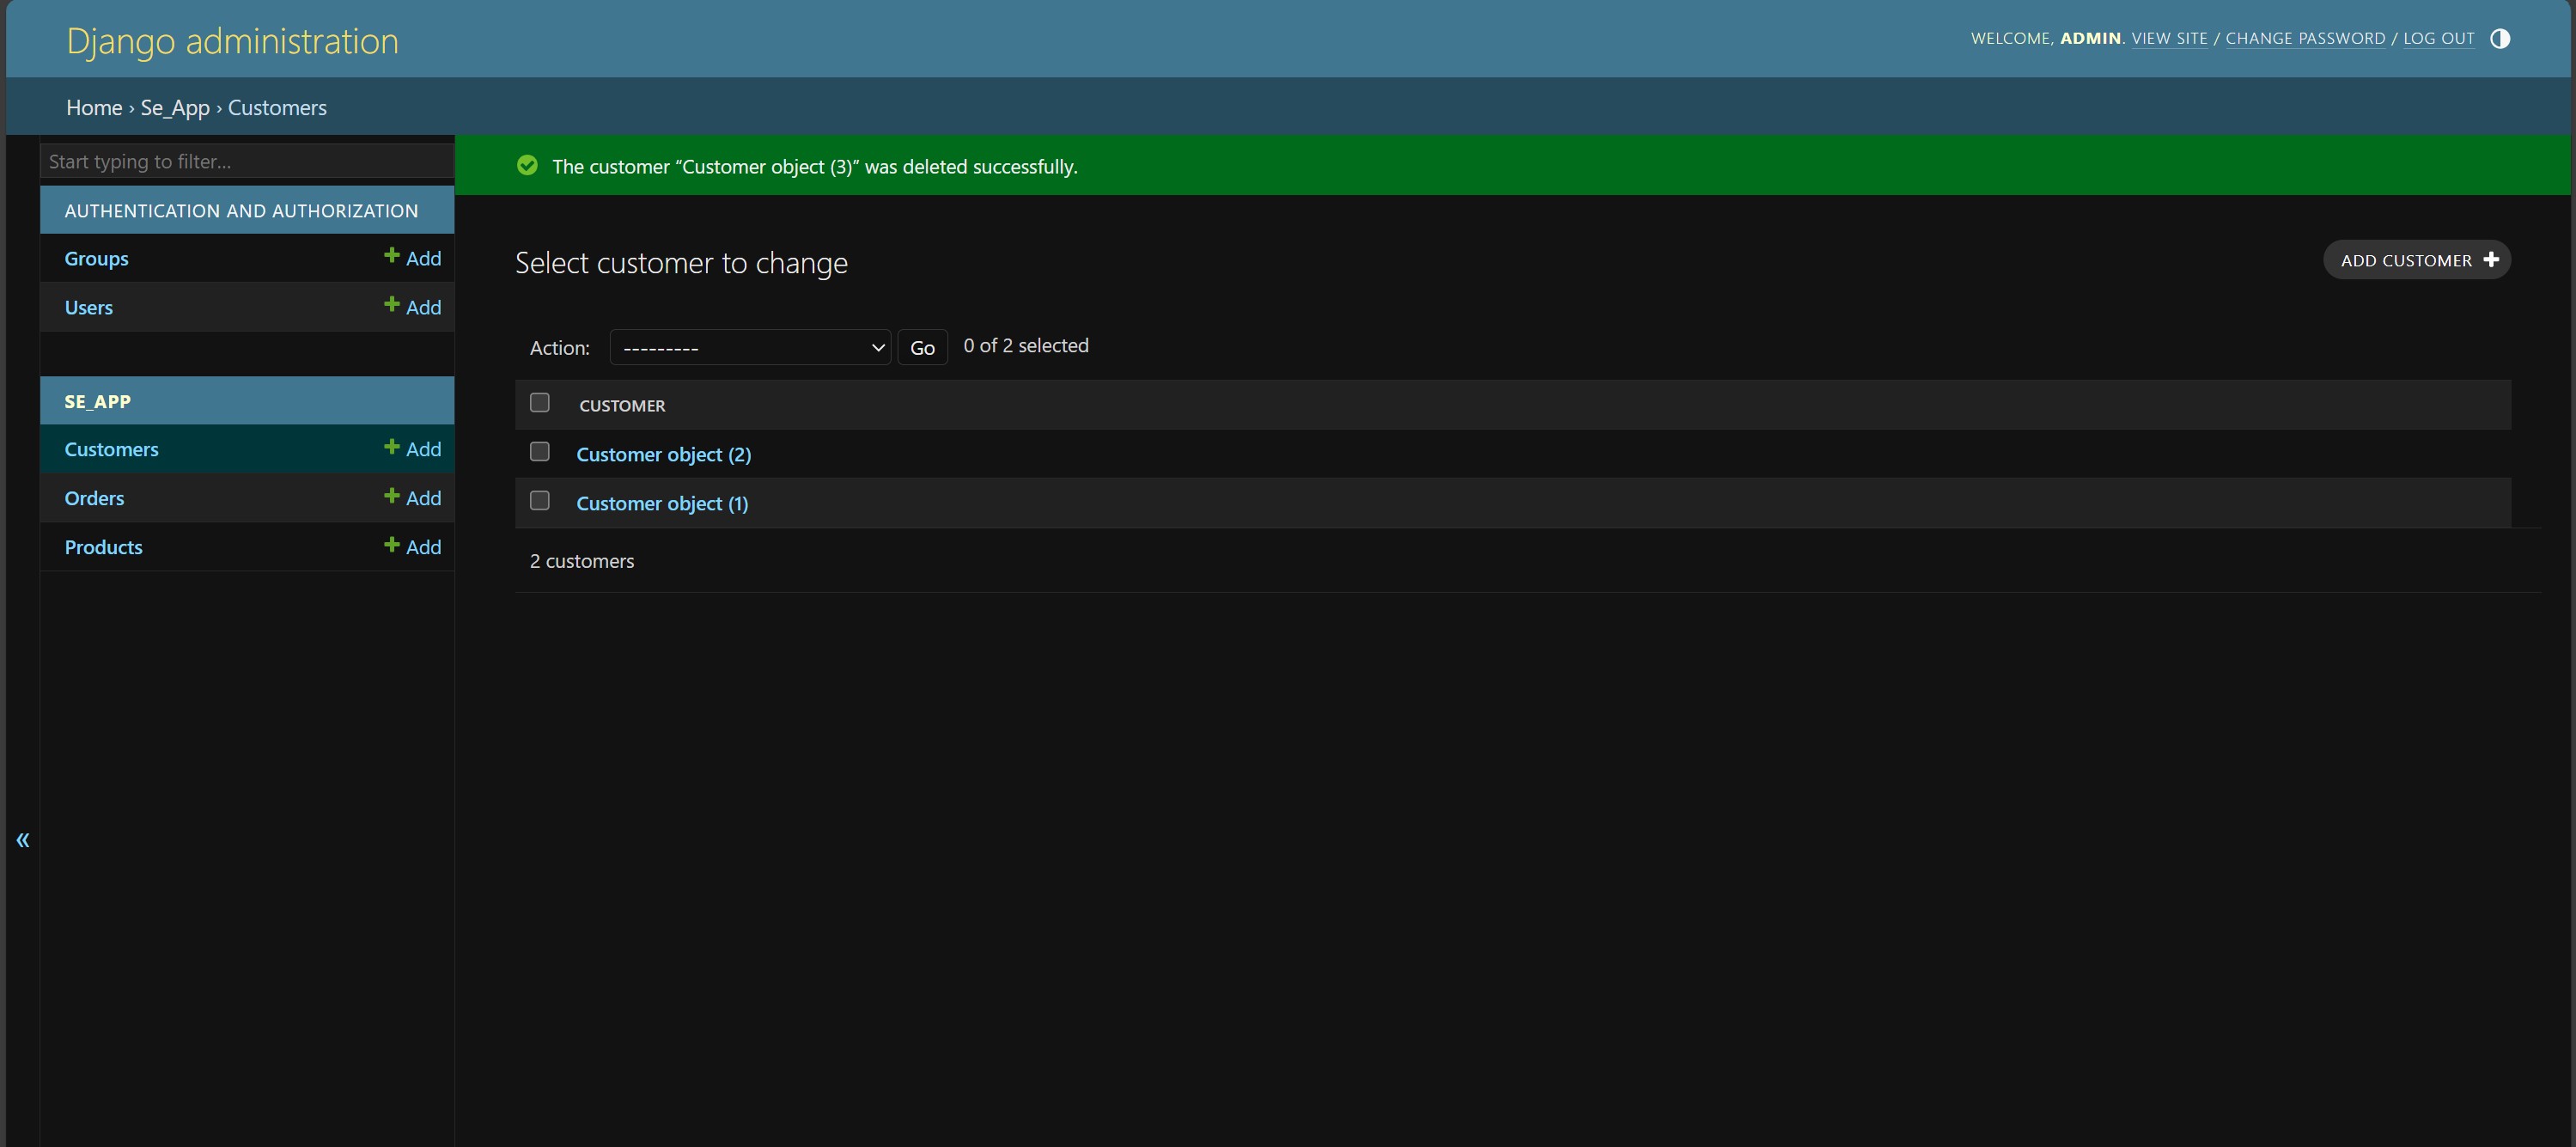 Django administration
WELCOME, ADMIN. VIEW SITE / CHANGE PASSWORD / LOG OUT
Home › Se_App › Customers
Start typing to filter...
AUTHENTICATION AND AUTHORIZATION
Groups + Add
Users + Add
SE_APP
Customers + Add
Orders + Add
Products + Add
«
The customer “Customer object (3)” was deleted successfully.
Select customer to change
ADD CUSTOMER +
Action: --------- Go 0 of 2 selected
CUSTOMER
Customer object (2)
Customer object (1)
2 customers